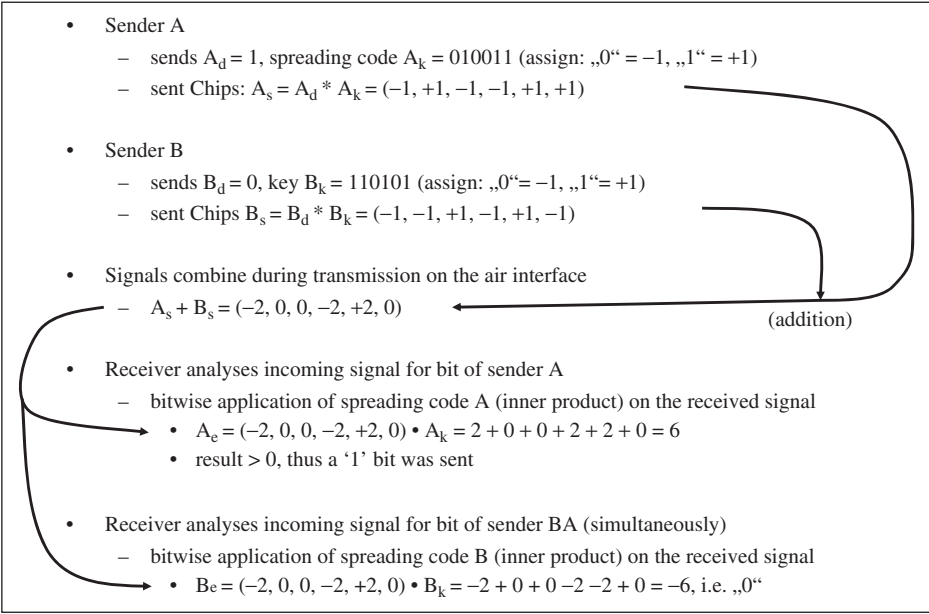 • Sender A
– sends A_d = 1, spreading code A_k = 010011 (assign: „0“ = −1, „1“ = +1)
– sent Chips: A_s = A_d * A_k = (−1, +1, −1, −1, +1, +1)
• Sender B
– sends B_d = 0, key B_k = 110101 (assign: „0“= −1, „1“= +1)
– sent Chips B_s = B_d * B_k = (−1, −1, +1, −1, +1, −1)
• Signals combine during transmission on the air interface
– A_s + B_s = (−2, 0, 0, −2, +2, 0)
(addition)
• Receiver analyses incoming signal for bit of sender A
– bitwise application of spreading code A (inner product) on the received signal
• A_e = (−2, 0, 0, −2, +2, 0) • A_k = 2 + 0 + 0 + 2 + 2 + 0 = 6
• result > 0, thus a ‘1’ bit was sent
• Receiver analyses incoming signal for bit of sender BA (simultaneously)
– bitwise application of spreading code B (inner product) on the received signal
• Be = (−2, 0, 0, −2, +2, 0) • B_k = −2 + 0 + 0 −2 −2 + 0 = −6, i.e. „0“